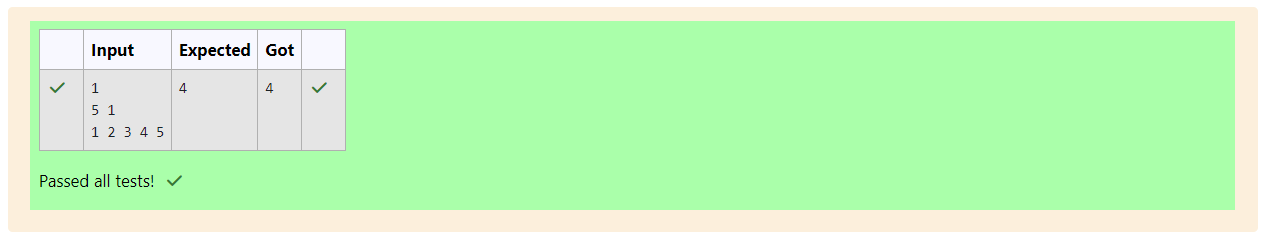 Input Expected Got
1 4 4
5 1
1 2 3 4 5
Passed all tests!